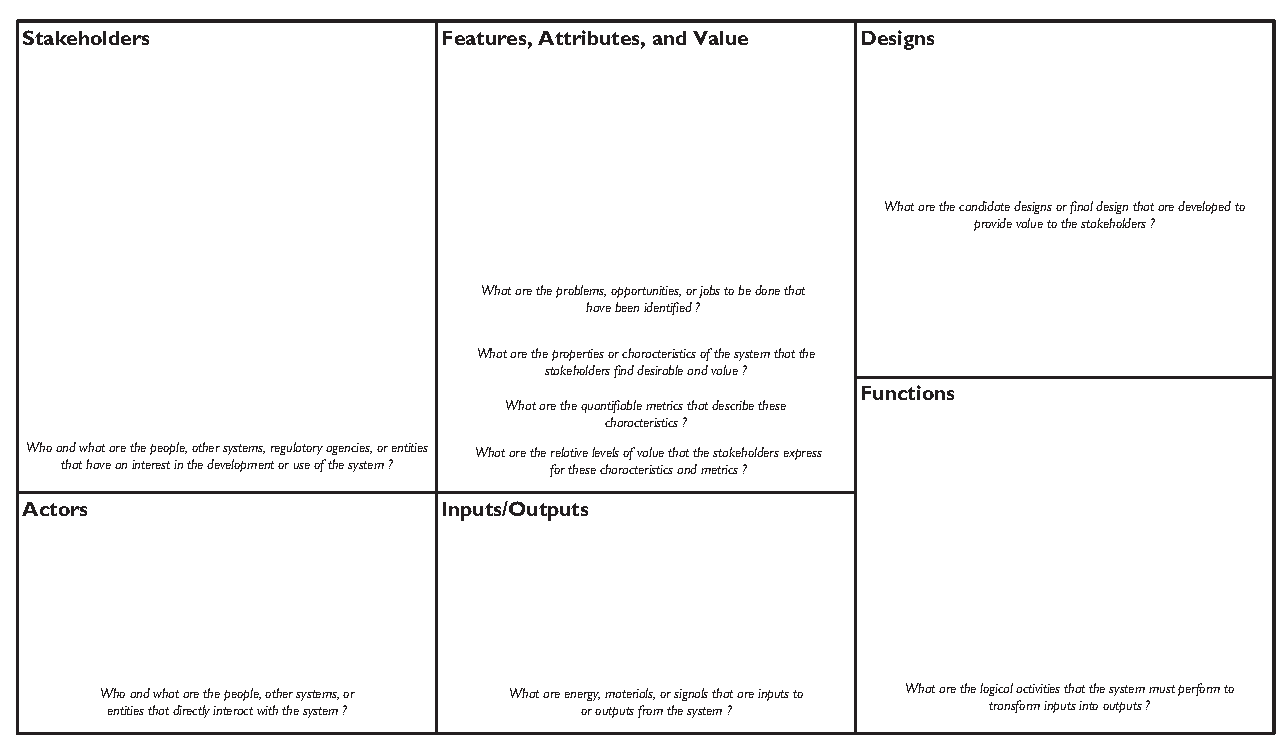 Stakeholders
Who and what are the people, other systems, regulatory agencies, or entities
that have an interest in the development or use of the system ?
Features, Attributes, and Value
What are the problems, opportunities, or jobs to be done that
have been identified ?
What are the properties or characteristics of the system that the
stakeholders find desirable and value ?
What are the quantifiable metrics that describe these
characteristics ?
What are the relative levels of value that the stakeholders express
for these characteristics and metrics ?
Designs
What are the candidate designs or final design that are developed to
provide value to the stakeholders ?
Actors
Who and what are the people, other systems, or
entities that directly interact with the system ?
Inputs/Outputs
What are energy, materials, or signals that are inputs to
or outputs from the system ?
Functions
What are the logical activities that the system must perform to
transform inputs into outputs ?